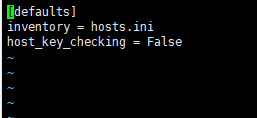 [defaults]
inventory = hosts.ini
host_key_checking = False
~
~
~
~
~